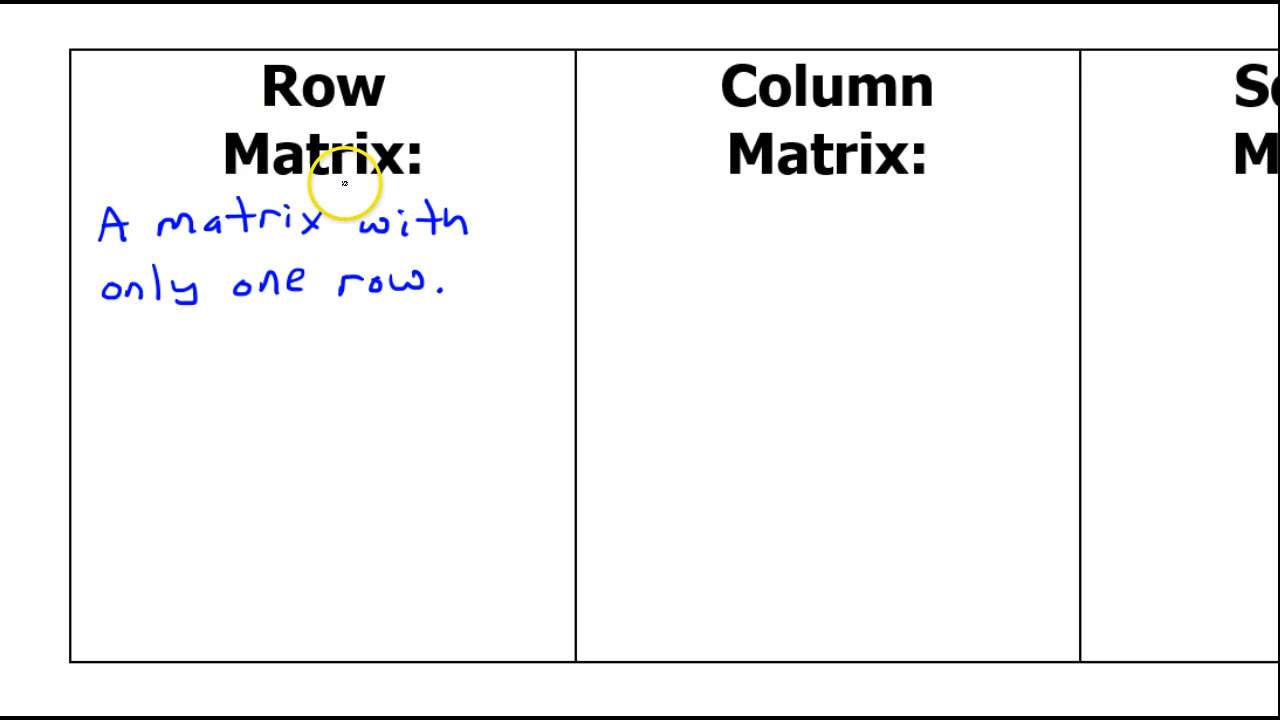 Row
Matrix:
A matrix with
only one row.
Column
Matrix: